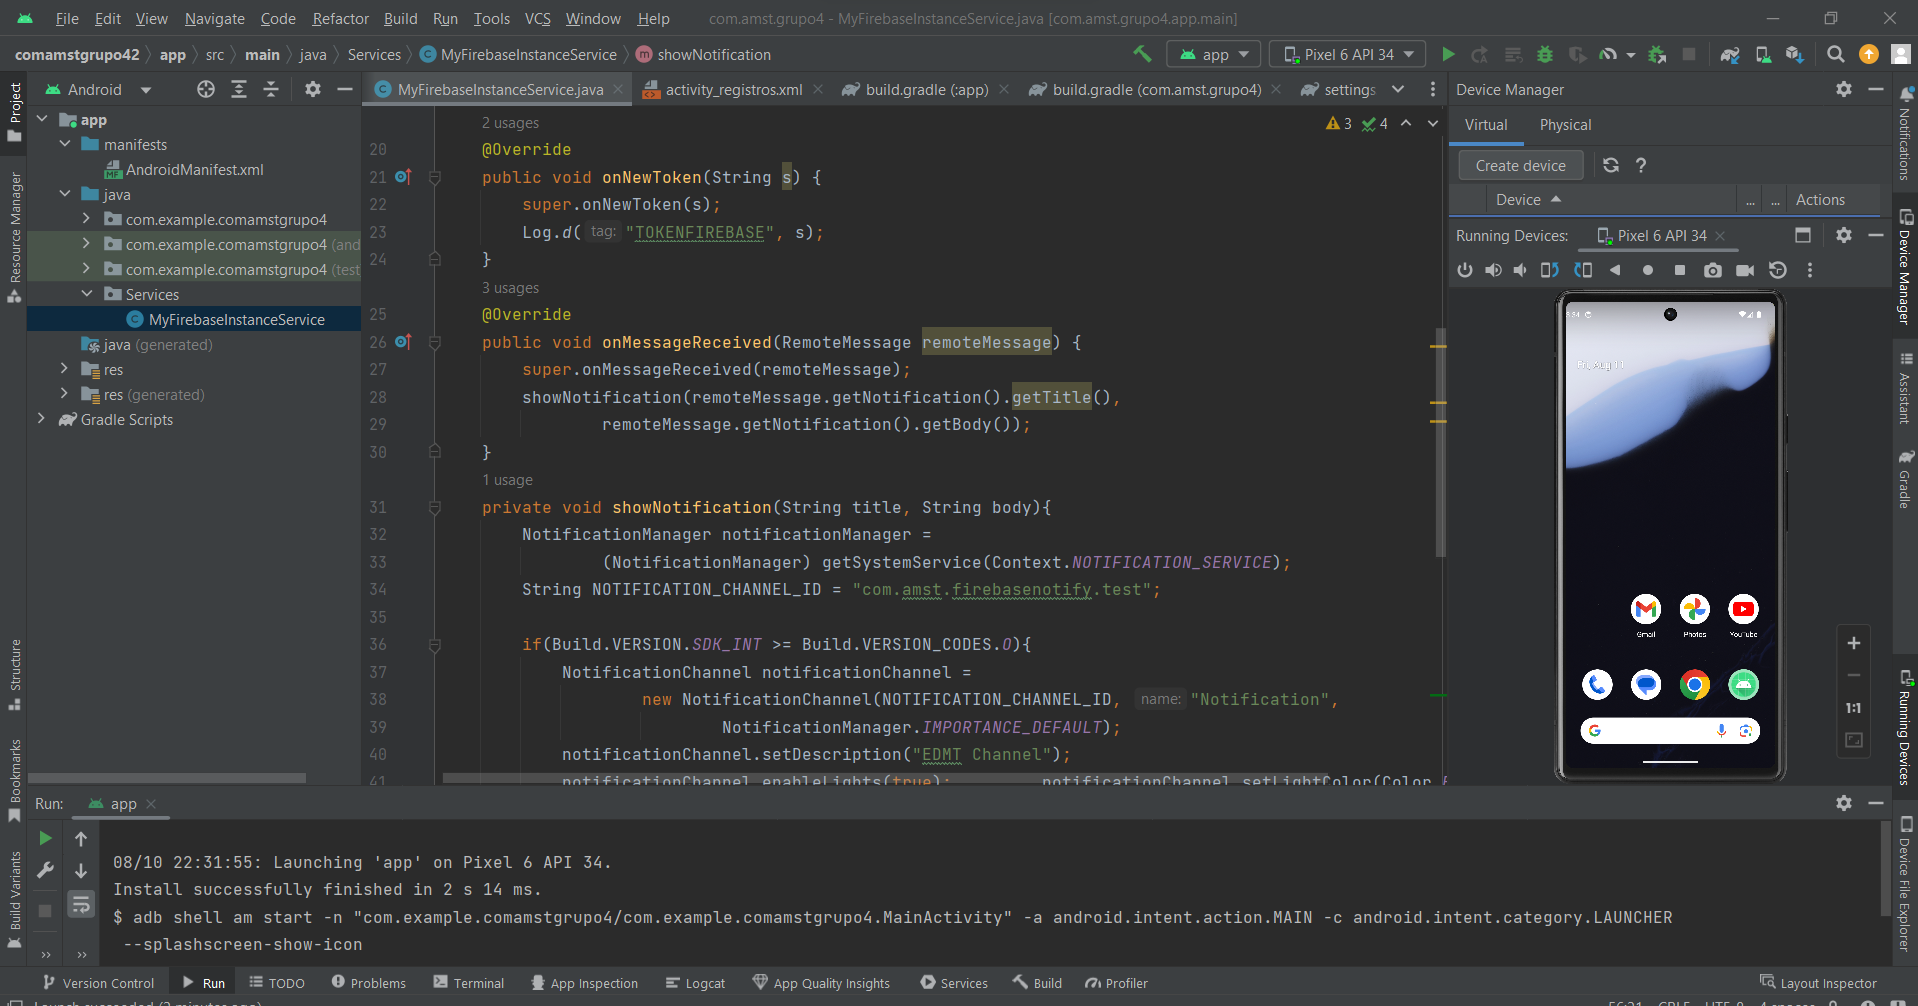 File Edit View Navigate Code Refactor Build Run Tools VCS Window Help com.amst.grupo4 - MyFirebaseInstanceService.java [com.amst.grupo4.app.main]
comamstgrupo42 app src main java Services MyFirebaseInstanceService showNotification app Pixel 6 API 34
Android MyFirebaseInstanceService.java activity_registros.xml build.gradle (:app) build.gradle (com.amst.grupo4) settings Device Manager
Project
Resource Manager
Structure
Bookmarks
Build Variants
app
manifests
AndroidManifest.xml
java
com.example.comamstgrupo4
com.example.comamstgrupo4 (and
com.example.comamstgrupo4 (test
Services
MyFirebaseInstanceService
java (generated)
res
res (generated)
Gradle Scripts
2 usages
3 4
20 @Override
21 public void onNewToken(String s) {
22 super.onNewToken(s);
23 Log.d( tag: "TOKENFIREBASE", s);
24 }
3 usages
25 @Override
26 public void onMessageReceived(RemoteMessage remoteMessage) {
27 super.onMessageReceived(remoteMessage);
28 showNotification(remoteMessage.getNotification().getTitle(),
29 remoteMessage.getNotification().getBody());
30 }
1 usage
31 private void showNotification(String title, String body){
32 NotificationManager notificationManager =
33 (NotificationManager) getSystemService(Context.NOTIFICATION_SERVICE);
34 String NOTIFICATION_CHANNEL_ID = "com.amst.firebasenotify.test";
35
36 if(Build.VERSION.SDK_INT >= Build.VERSION_CODES.O){
37 NotificationChannel notificationChannel =
38 new NotificationChannel(NOTIFICATION_CHANNEL_ID, name: "Notification",
39 NotificationManager.IMPORTANCE_DEFAULT);
40 notificationChannel.setDescription("EDMT Channel");
41 notificationChannel.enableLights(true); notificationChannel.setLightColor(Color
Virtual Physical
Create device ?
Device ... ... Actions
Running Devices: Pixel 6 API 34
Fri, Aug 11
Gmail Photos YouTube
1:1
Notifications
Device Manager
Assistant
Gradle
Running Devices
Device File Explorer
Run: app
08/10 22:31:55: Launching 'app' on Pixel 6 API 34.
Install successfully finished in 2 s 14 ms.
$ adb shell am start -n "com.example.comamstgrupo4/com.example.comamstgrupo4.MainActivity" -a android.intent.action.MAIN -c android.intent.category.LAUNCHER
--splashscreen-show-icon
Version Control Run TODO Problems Terminal App Inspection Logcat App Quality Insights Services Build Profiler Layout Inspector